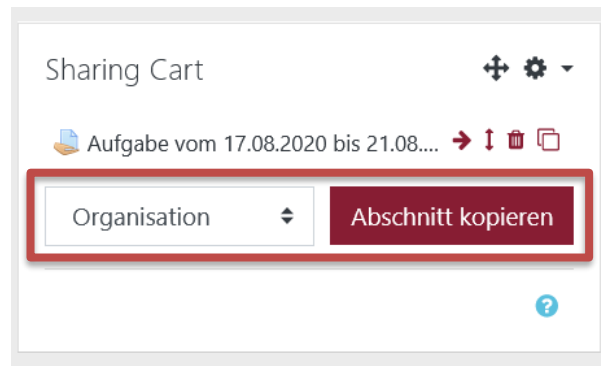 Sharing Cart
Aufgabe vom 17.08.2020 bis 21.08....
Organisation Abschnitt kopieren
?